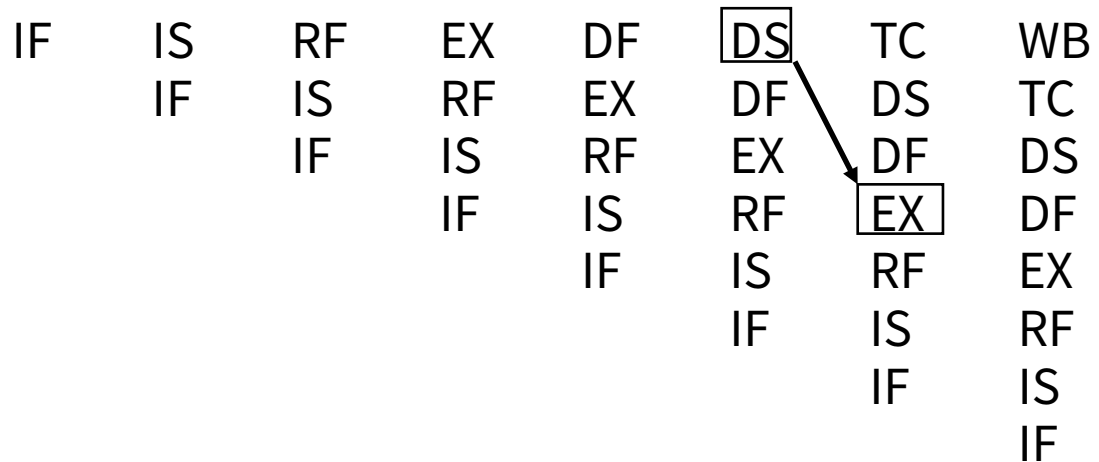 IF IS RF EX DF DS TC WB
IF IS RF EX DF DS TC
IF IS RF EX DF DS
IF IS RF EX DF
IF IS RF EX
IF IS RF
IF IS
IF